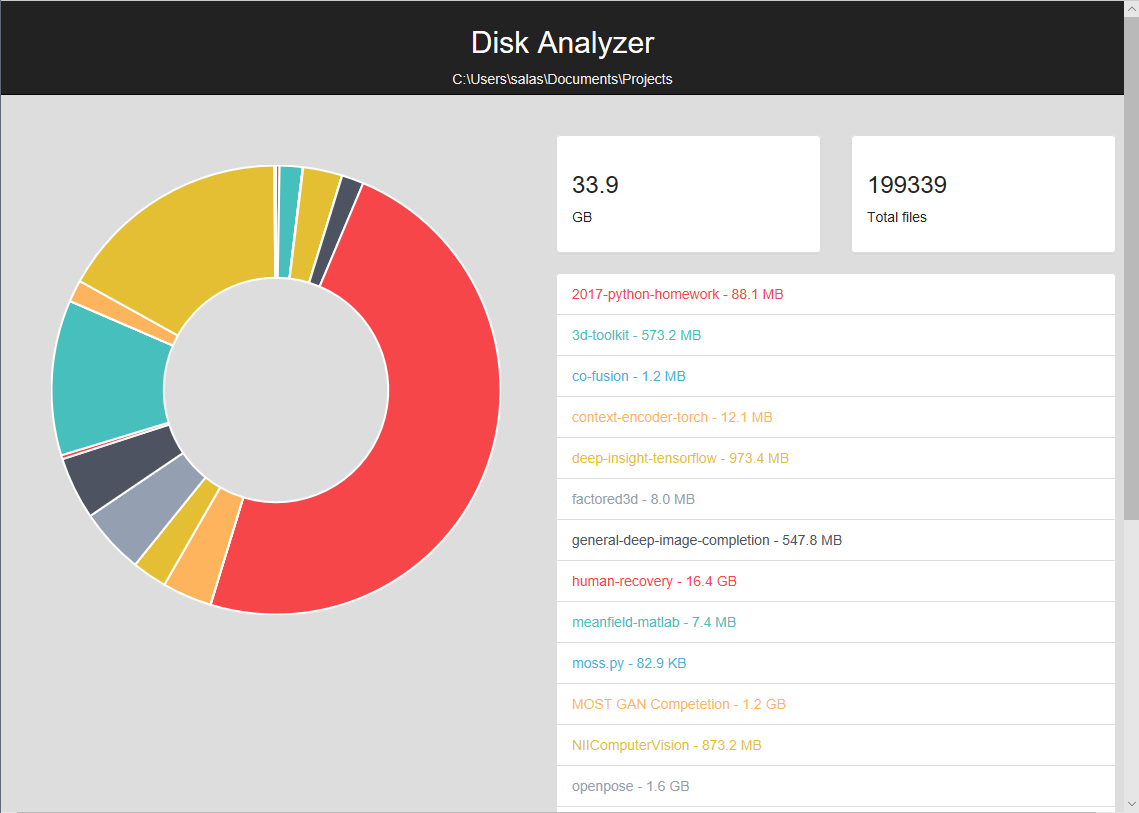 Disk Analyzer
C:\Users\salas\Documents\Projects
33.9
GB
199339
Total files
2017-python-homework - 88.1 MB
3d-toolkit - 573.2 MB
co-fusion - 1.2 MB
context-encoder-torch - 12.1 MB
deep-insight-tensorflow - 973.4 MB
factored3d - 8.0 MB
general-deep-image-completion - 547.8 MB
human-recovery - 16.4 GB
meanfield-matlab - 7.4 MB
moss.py - 82.9 KB
MOST GAN Competetion - 1.2 GB
NIIComputerVision - 873.2 MB
openpose - 1.6 GB